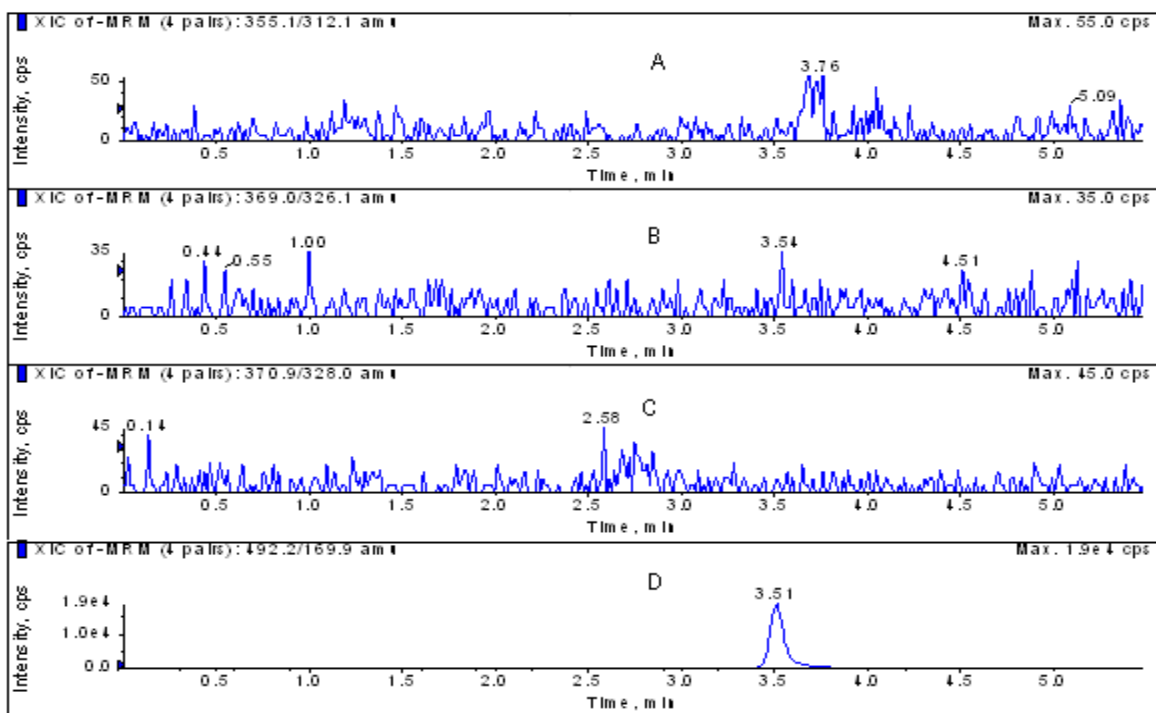 XIC of -MRM (4 pairs): 355.1/312.1 amu Max. 55.0 cps
A
Intensity, cps
50
0
3.76
5.09
0.5 1.0 1.5 2.0 2.5 3.0 3.5 4.0 4.5 5.0
Time, min
XIC of -MRM (4 pairs): 369.0/326.1 amu Max. 35.0 cps
B
Intensity, cps
35
0
0.44 0.55 1.00 3.54 4.51
0.5 1.0 1.5 2.0 2.5 3.0 3.5 4.0 4.5 5.0
Time, min
XIC of -MRM (4 pairs): 370.9/328.0 amu Max. 45.0 cps
C
Intensity, cps
45
0
0.14 2.58
0.5 1.0 1.5 2.0 2.5 3.0 3.5 4.0 4.5 5.0
Time, min
XIC of -MRM (4 pairs): 492.2/169.9 amu Max. 1.9e4 cps
D
Intensity, cps
1.9e4
1.0e4
0.0
3.51
0.5 1.0 1.5 2.0 2.5 3.0 3.5 4.0 4.5 5.0
Time, min